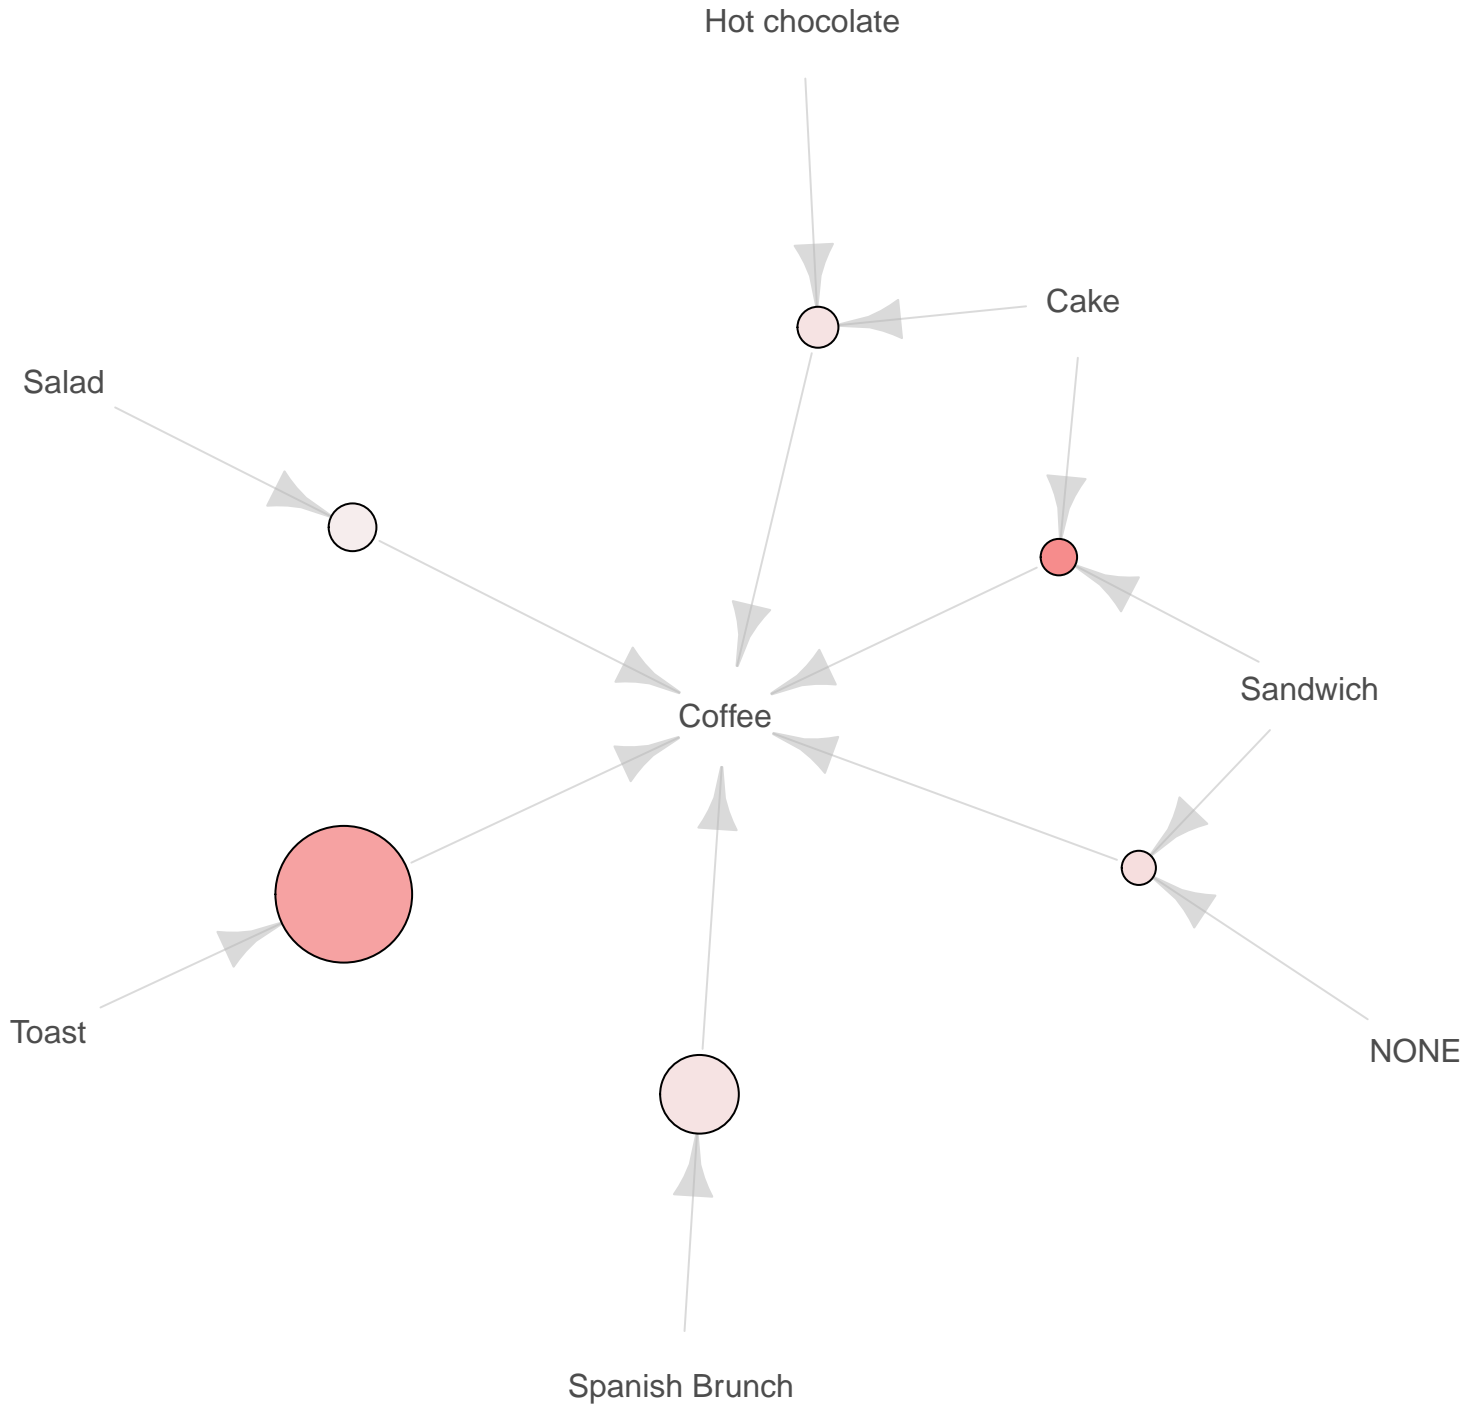 Hot chocolate
Cake
Salad
Sandwich
Coffee
Toast
NONE
Spanish Brunch